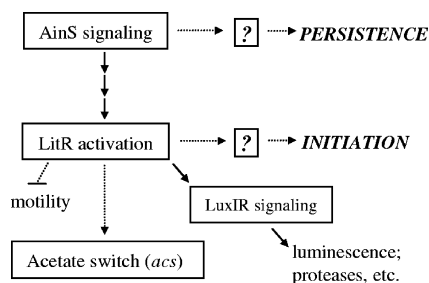 AinS signaling
?
PERSISTENCE
LitR activation
?
INITIATION
motility
LuxIR signaling
Acetate switch (acs)
luminescence;
proteases, etc.